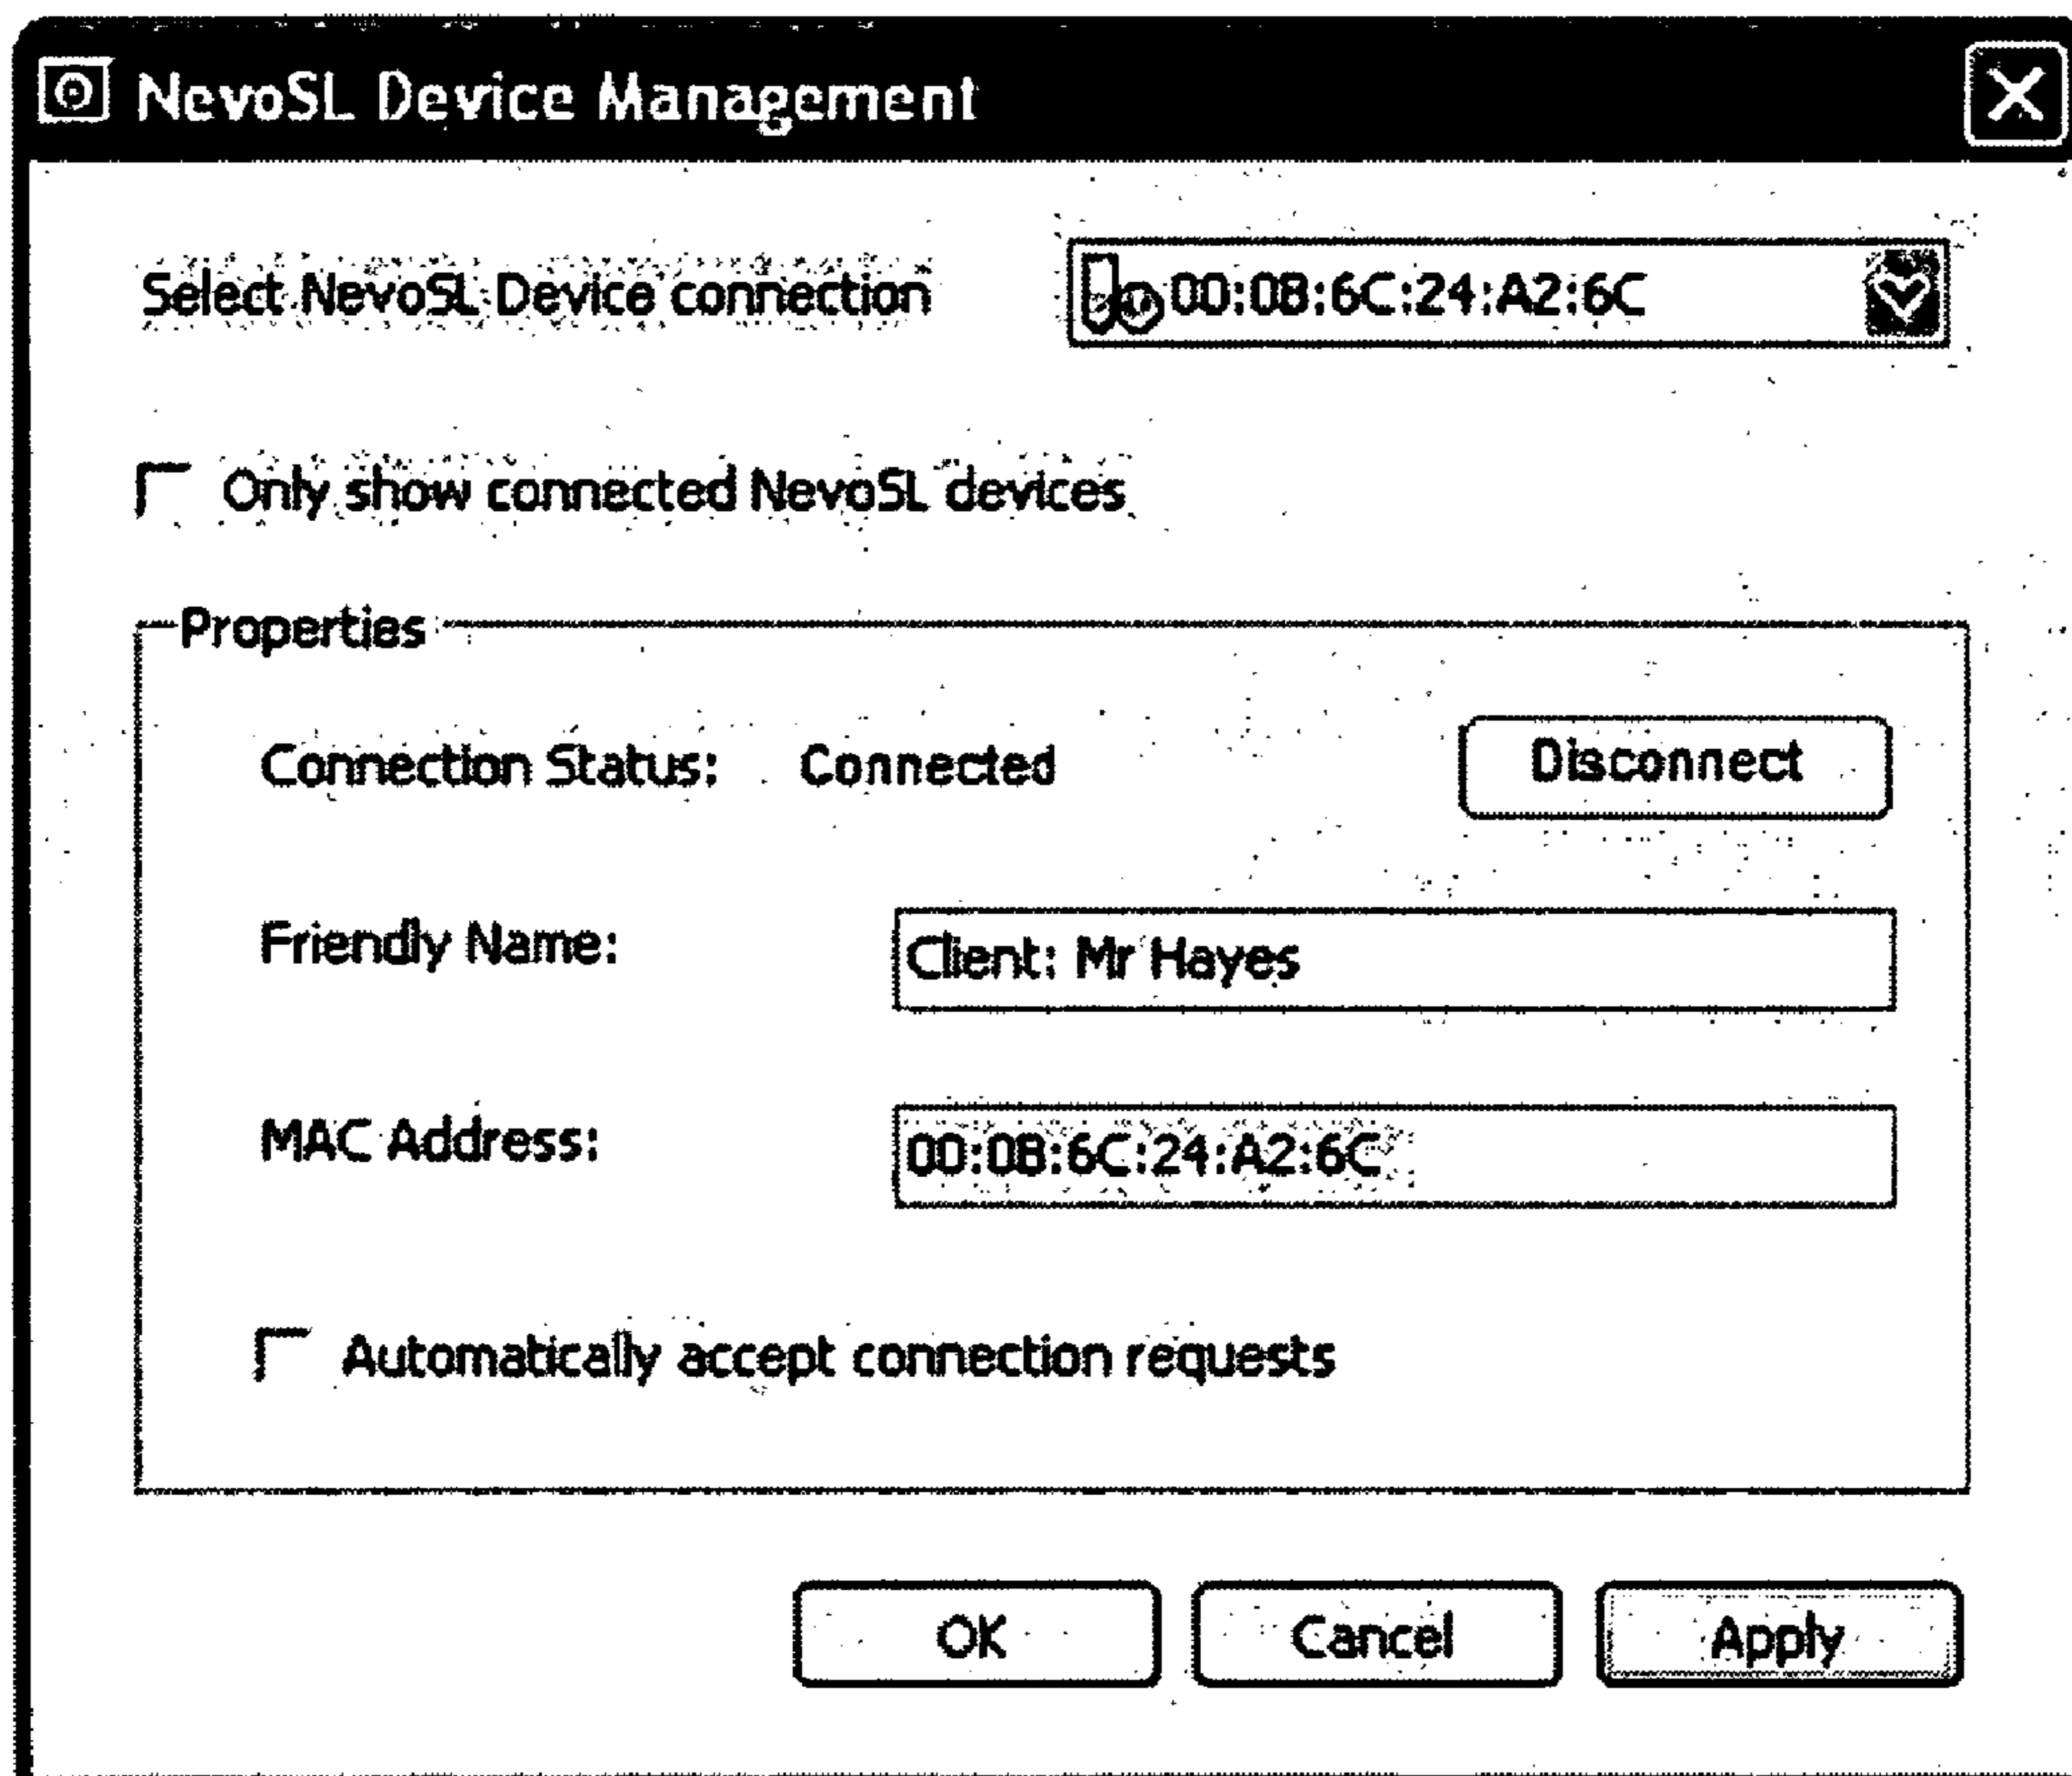 NevoSL Device Management
Select NevoSL Device connection 00:0B:6C:24:A2:6C
Only show connected NevoSL devices
Properties
Connection Status: Connected Disconnect
Friendly Name: Client: Mr Hayes
MAC Address: 00:0B:6C:24:A2:6C
Automatically accept connection requests
OK Cancel Apply